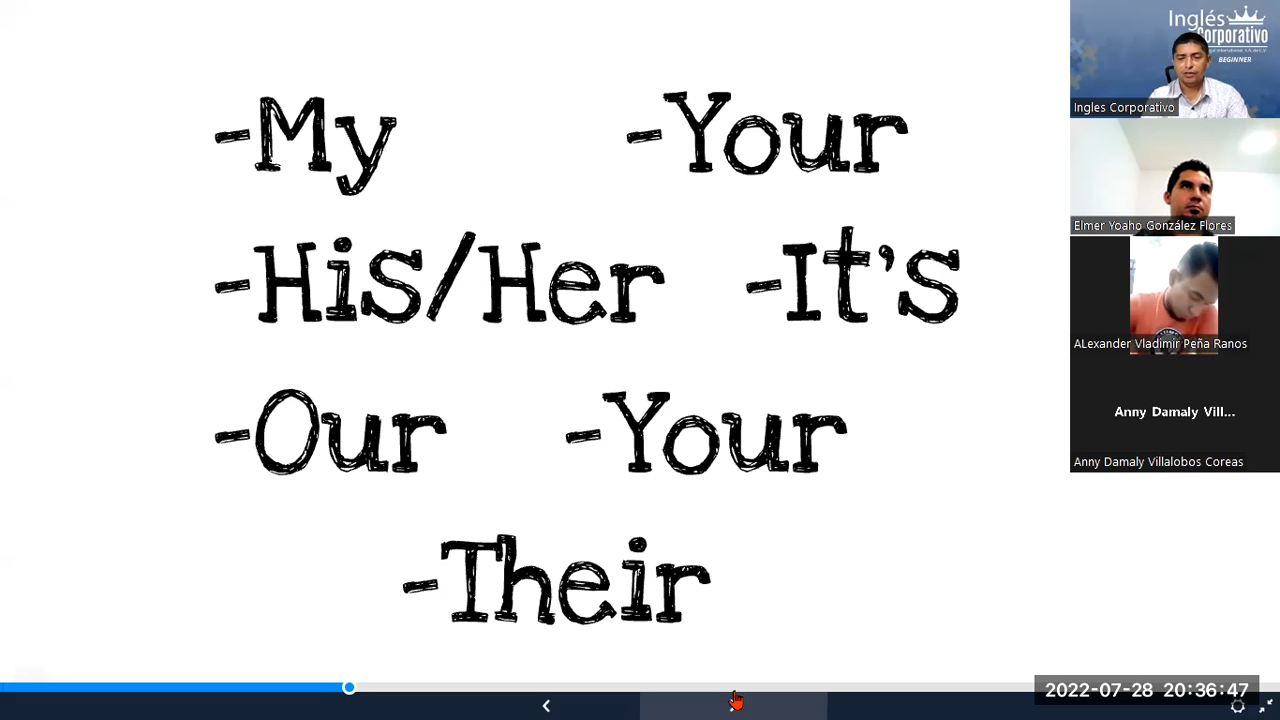 -My -Your
-His/Her -It's
-Our -Your
-Their
Inglés
Corporativo
BEGINNER
Ingles Corporativo
Elmer Yoaho González Flores
ALexander Vladimir Peña Ranos
Anny Damaly Vill...
Anny Damaly Villalobos Coreas
2022-07-28 20:36:47